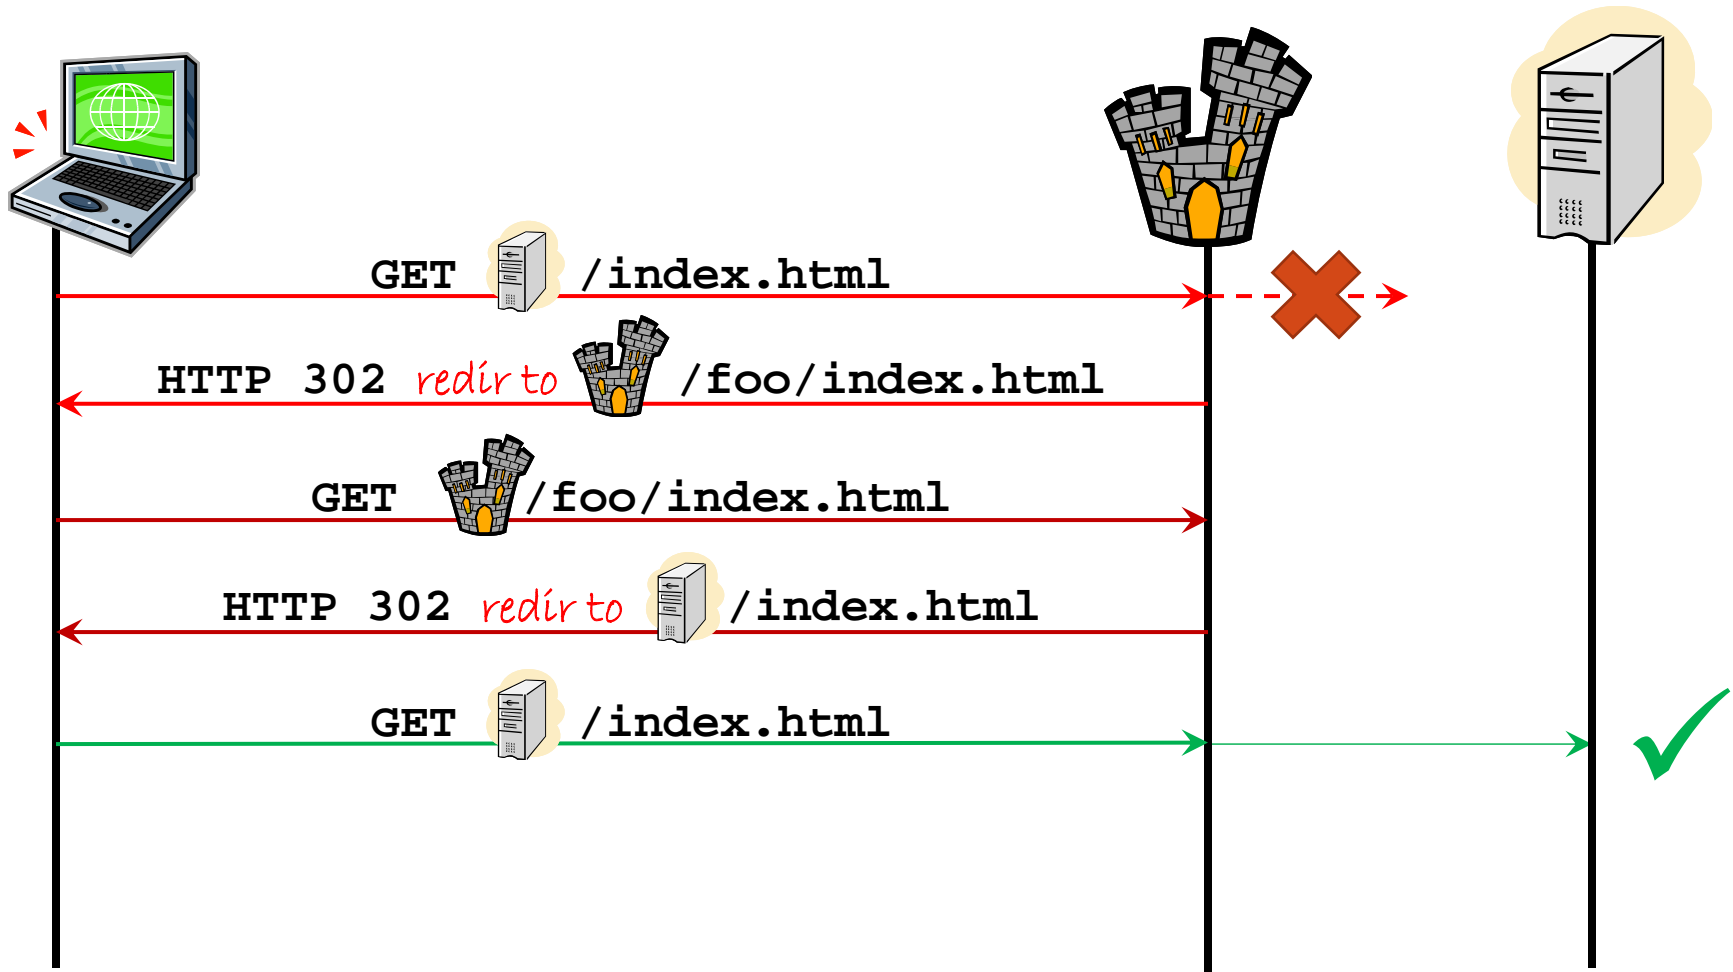 GET /index.html
HTTP 302 redir to /foo/index.html
GET /foo/index.html
HTTP 302 redir to /index.html
GET /index.html